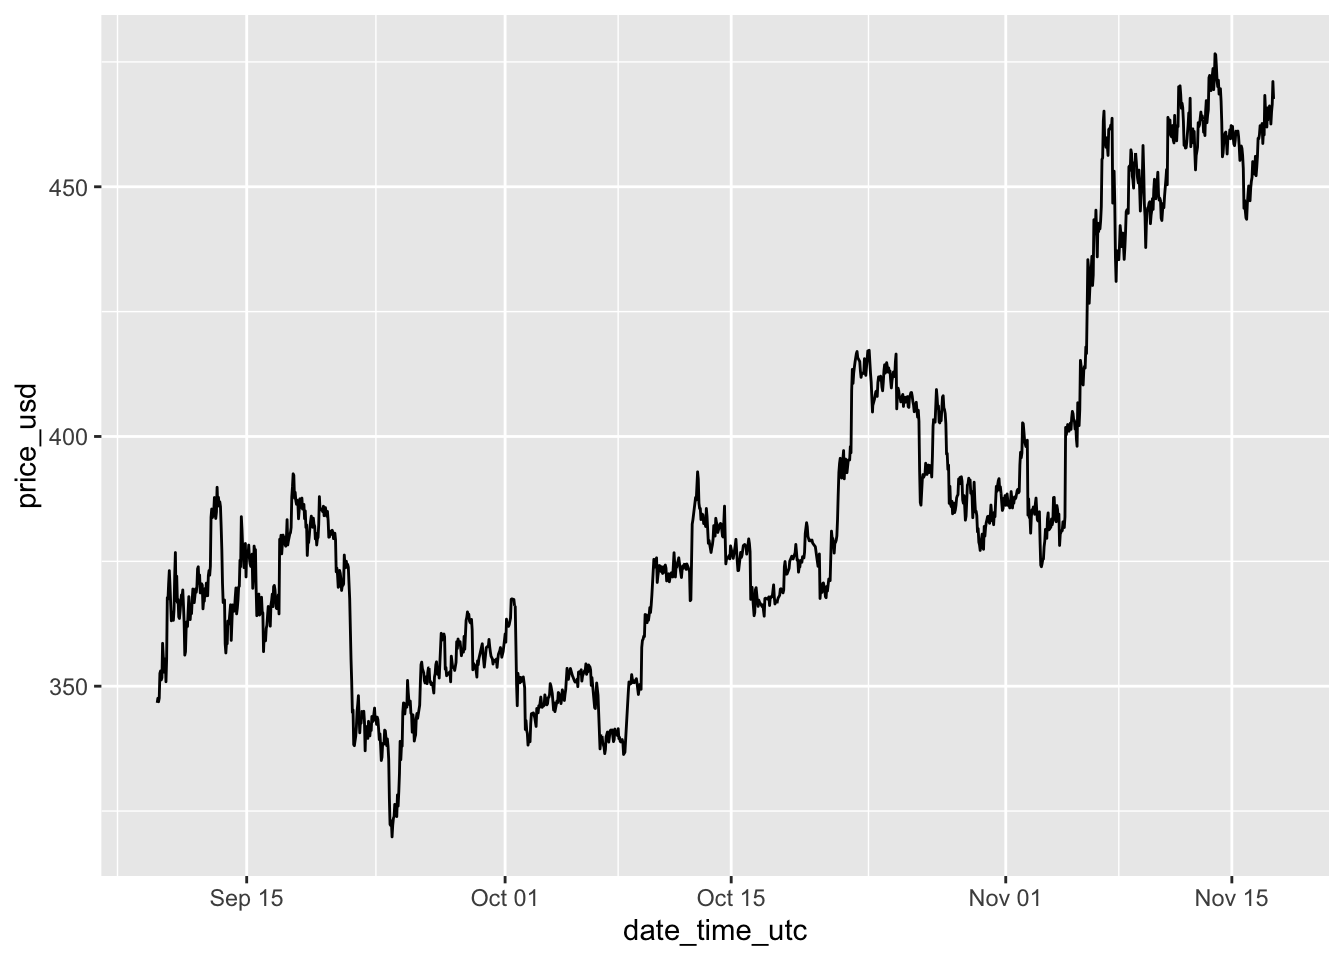 450
400
350
price_usd
Sep 15
Oct 01
Oct 15
Nov 01
Nov 15
date_time_utc